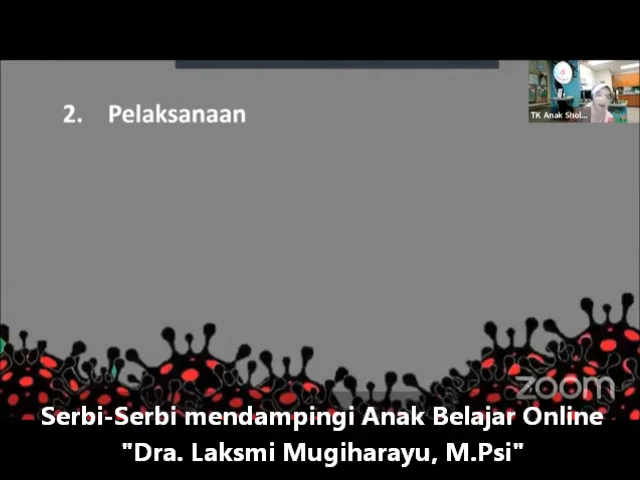 2. Pelaksanaan
TK Anak Shol...
zoom
Serbi-Serbi mendampingi Anak Belajar Online
"Dra. Laksmi Mugiharayu, M.Psi"